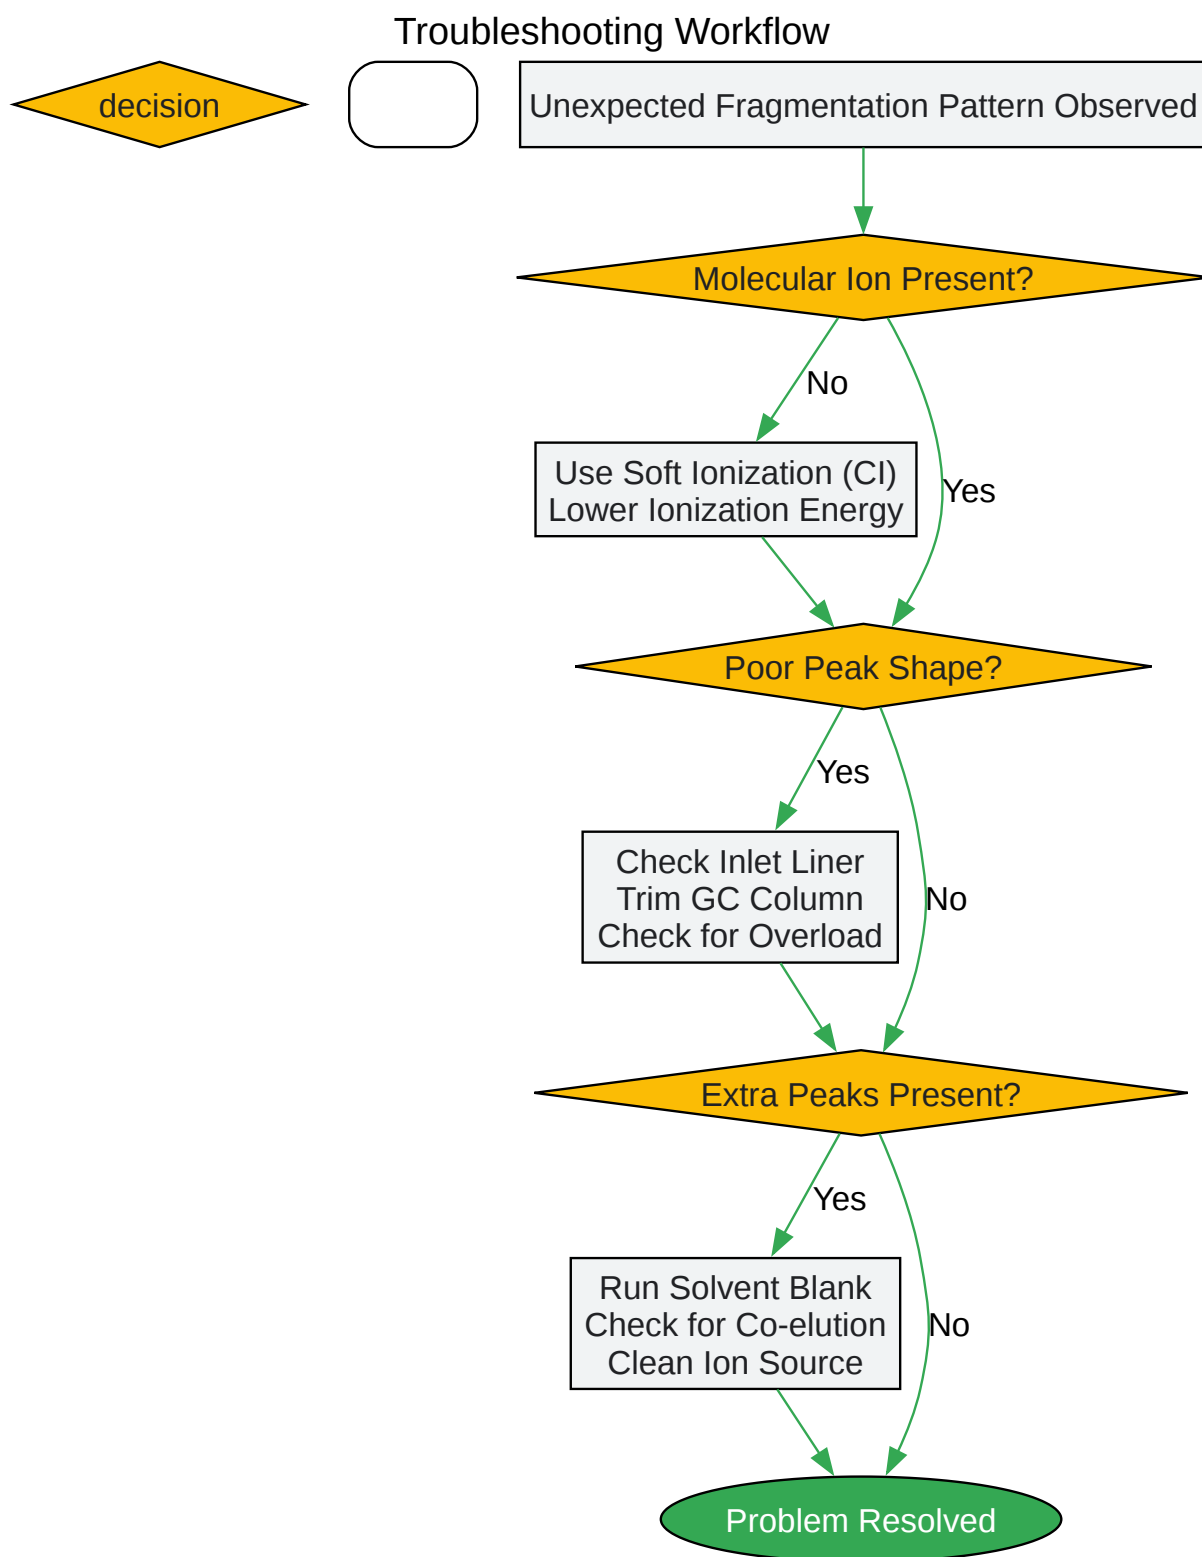 Troubleshooting Workflow
decision
Unexpected Fragmentation Pattern Observed
Molecular Ion Present?
No
Use Soft Ionization (CI)
Lower Ionization Energy
Yes
Poor Peak Shape?
Yes
Check Inlet Liner
Trim GC Column
Check for Overload
No
Extra Peaks Present?
Yes
Run Solvent Blank
Check for Co-elution
Clean Ion Source
No
Problem Resolved